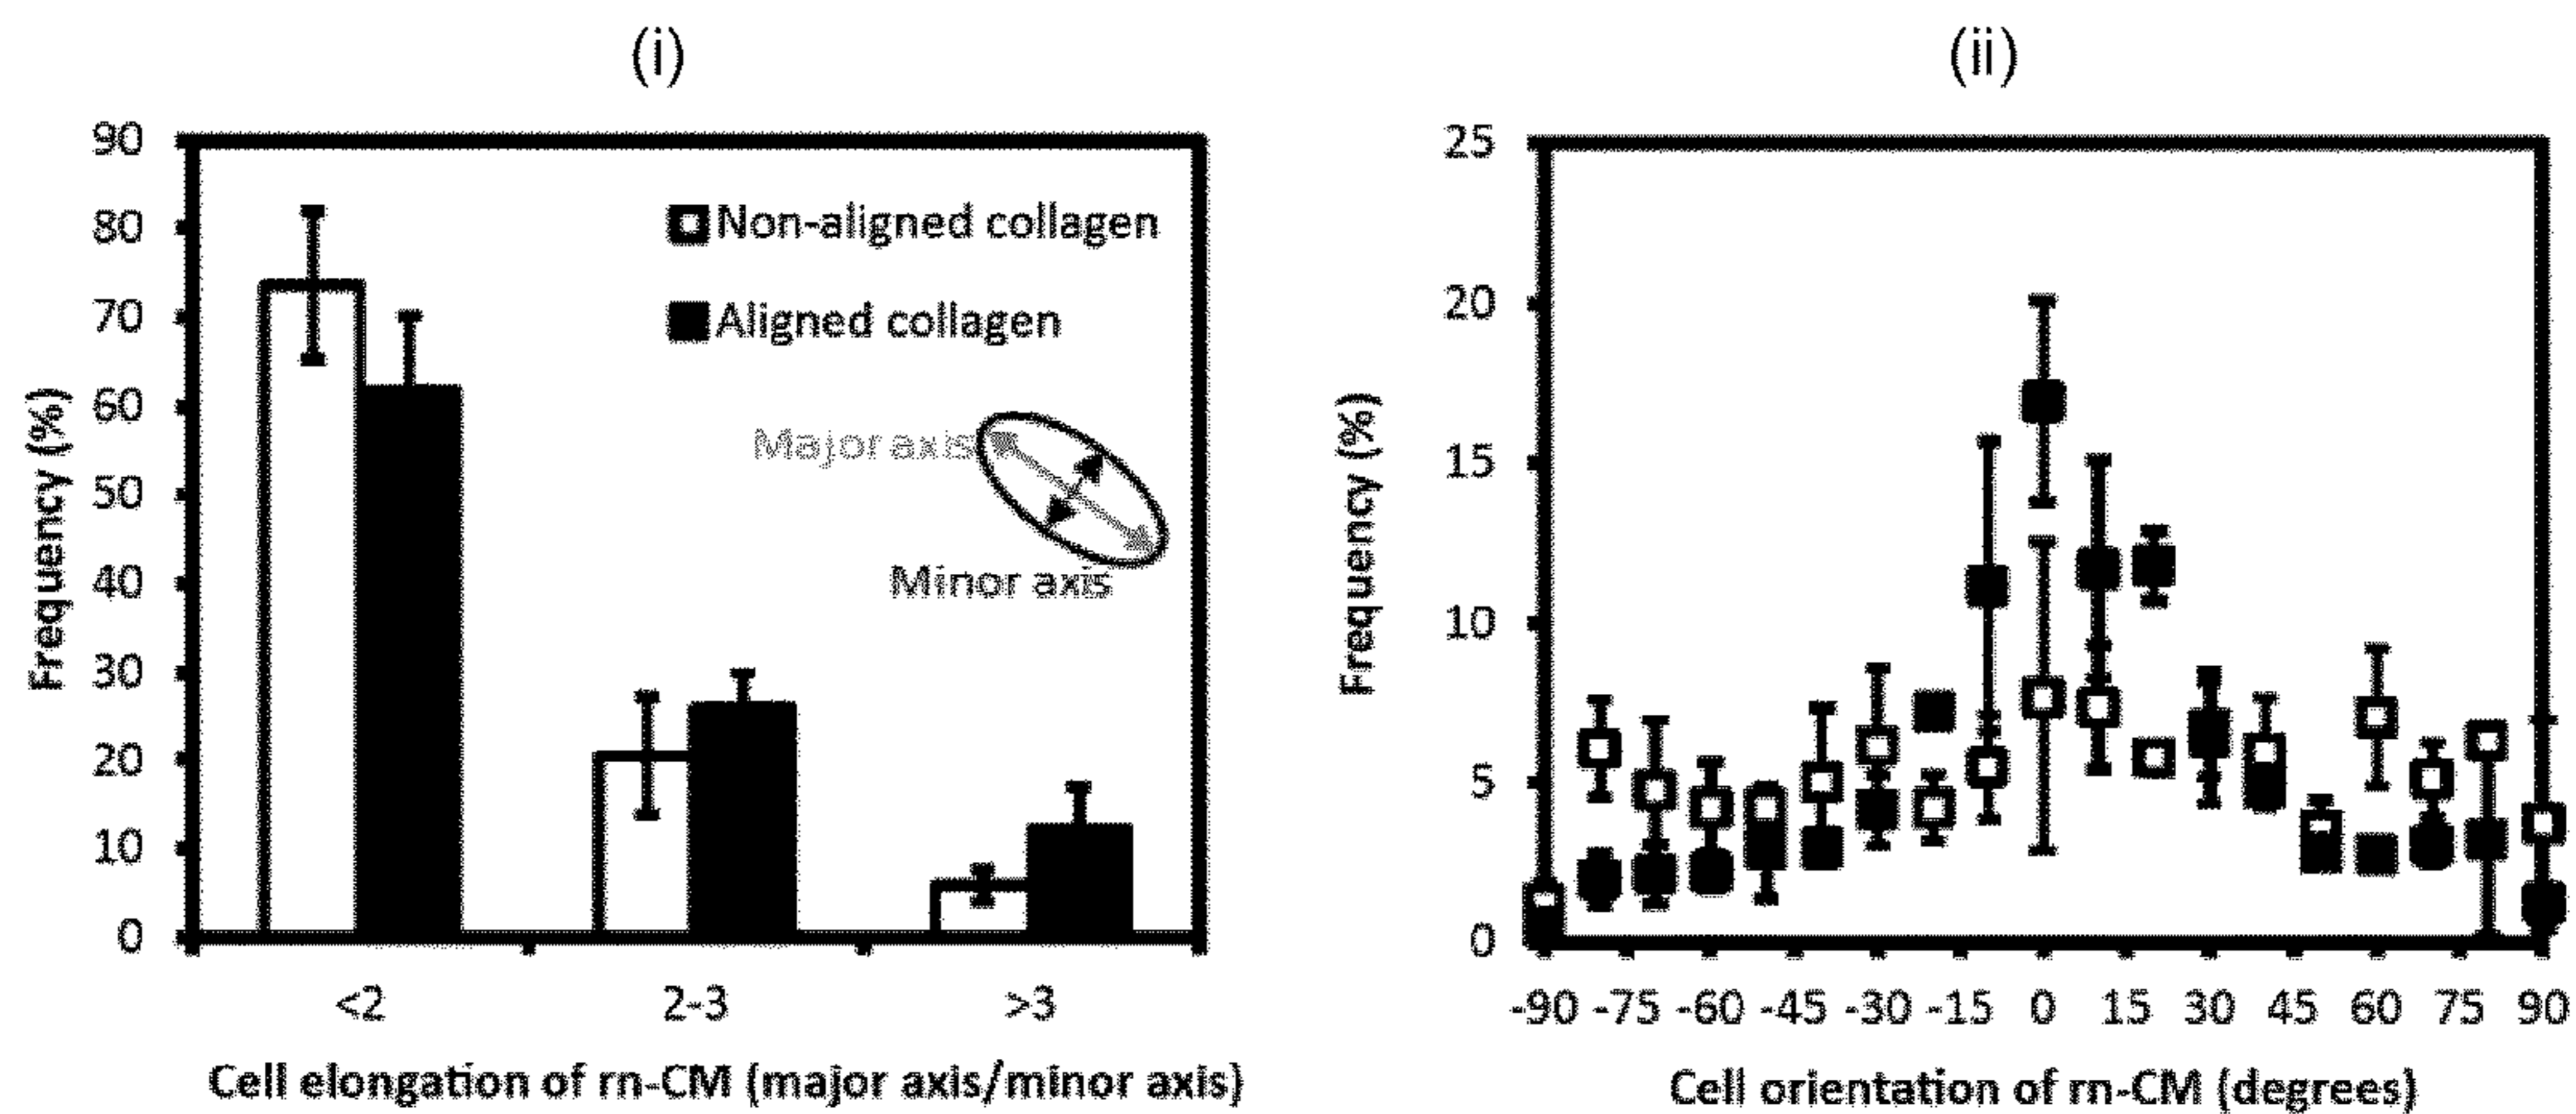 (i)
90
80
70
60
50
40
30
20
10
0
Frequency (%)
Non-aligned collagen
Aligned collagen
Major axis
Minor axis
<2 2-3 >3
Cell elongation of rn-CM (major axis/minor axis)
(ii)
25
20
15
10
5
0
Frequency (%)
-90 -75 -60 -45 -30 -15 0 15 30 45 60 75 90
Cell orientation of rn-CM (degrees)